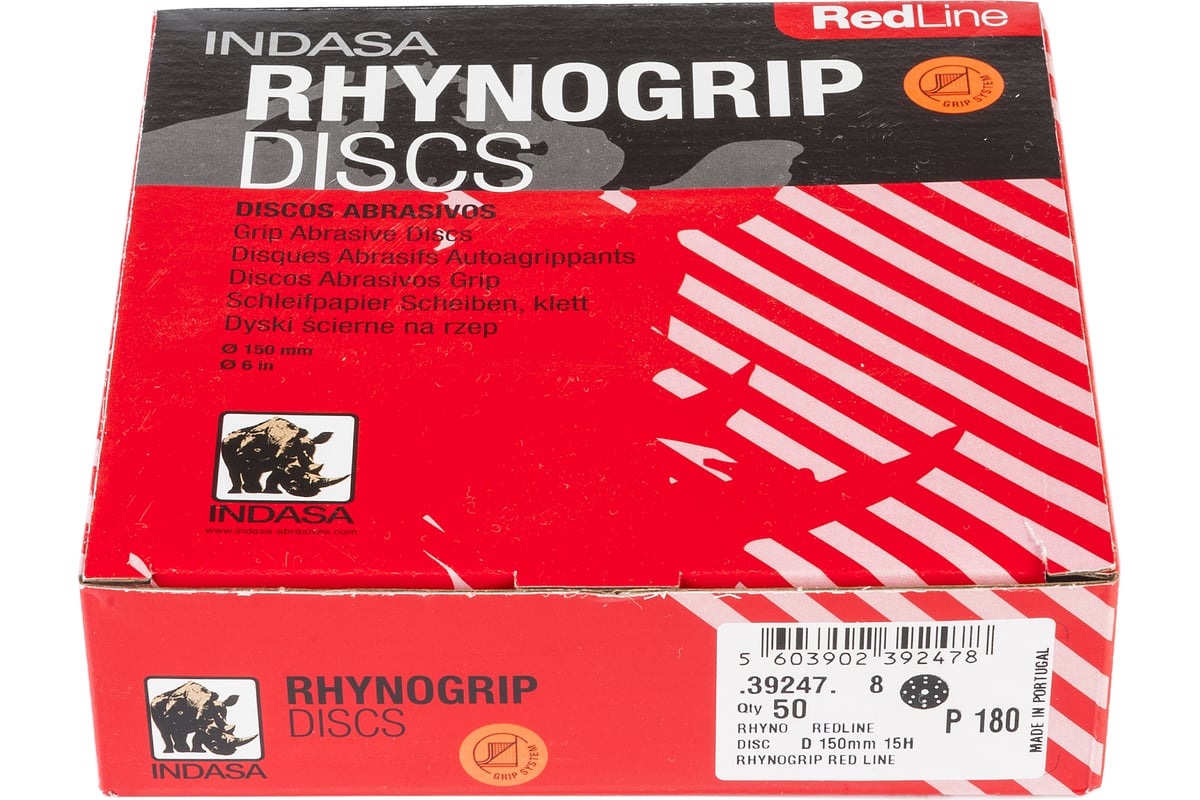 RedLine
INDASA
RHYNOGRIP
DISCS
GRIP SYSTEM
DISCOS ABRASIVOS
Grip Abrasive Discs
Disques Abrasifs Autoagrippants
Discos Abrasivos Grip
Schleifpapier Scheiben, klett
Dyski ścierne na rzep
Ø 150 mm
Ø 6 in
INDASA
www.indasa-abrasives.com
RHYNOGRIP
DISCS
INDASA
GRIP SYSTEM
5 603902 392478
.39247. 8
Qty 50
P 180
RHYNO REDLINE
DISC D 150mm 15H
RHYNOGRIP RED LINE
MADE IN PORTUGAL